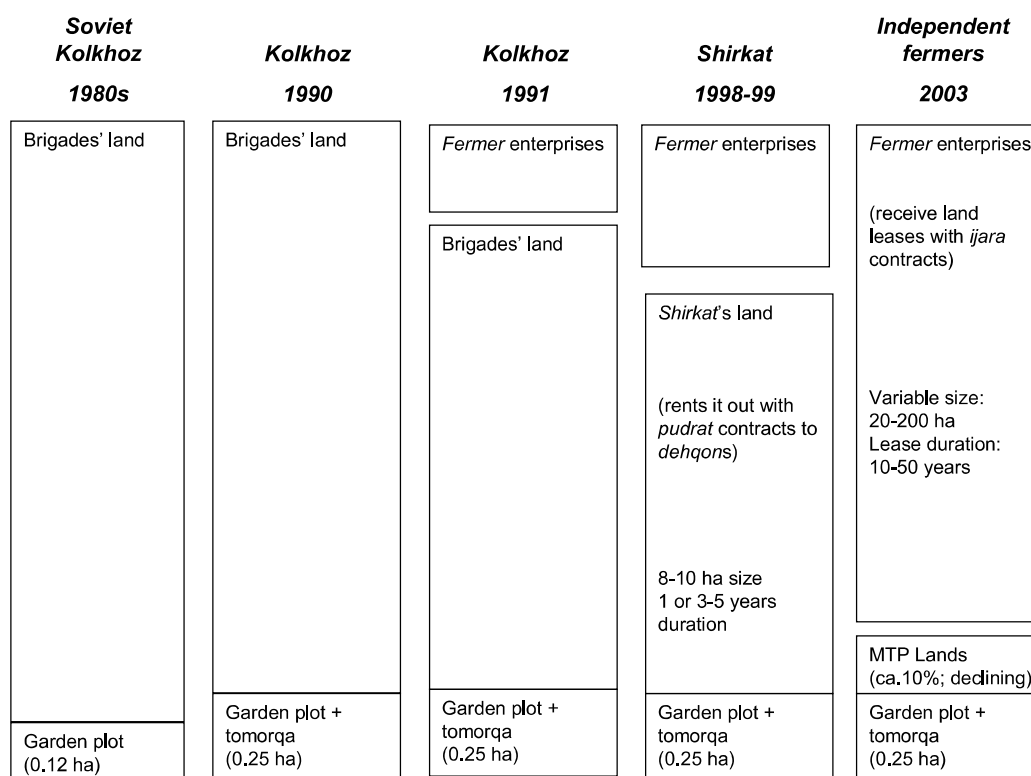 Soviet
Kolkhoz
1980s
Brigades' land
Garden plot
(0.12 ha)
Kolkhoz
1990
Brigades' land
Garden plot +
tomorqa
(0.25 ha)
Kolkhoz
1991
Fermer enterprises
Brigades' land
Garden plot +
tomorqa
(0.25 ha)
Shirkat
1998-99
Fermer enterprises
Shirkat's land
(rents it out with
pudrat contracts to
dehqons)
8-10 ha size
1 or 3-5 years
duration
Garden plot +
tomorqa
(0.25 ha)
Independent
fermers
2003
Fermer enterprises
(receive land
leases with ijara
contracts)
Variable size:
20-200 ha
Lease duration:
10-50 years
MTP Lands
(ca.10%; declining)
Garden plot +
tomorqa
(0.25 ha)